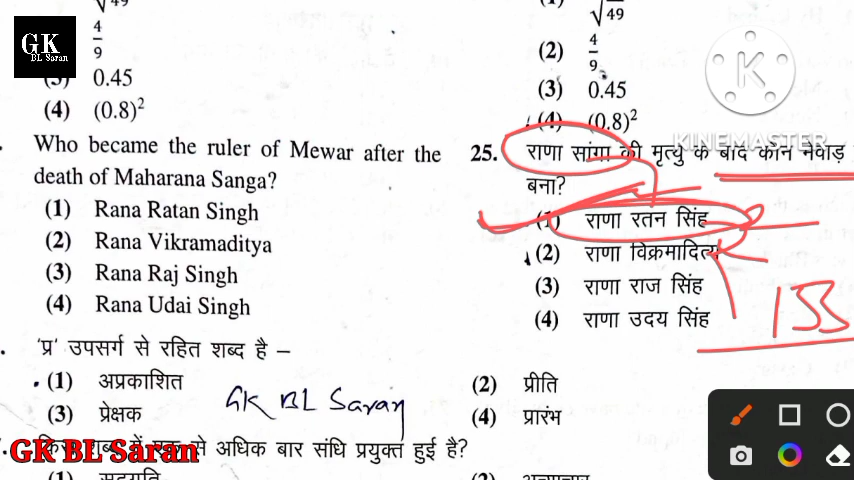 GK
BL Saran
√49
4/9
(3) 0.45
(4) (0.8)²
Who became the ruler of Mewar after the
death of Maharana Sanga?
(1) Rana Ratan Singh
(2) Rana Vikramaditya
(3) Rana Raj Singh
(4) Rana Udai Singh
'प्र' उपसर्ग से रहित शब्द है –
(1) अप्रकाशित
(3) प्रेक्षक
GK BL Saran
शब्द में एक से अधिक बार संधि प्रयुक्त हुई है?
GK BL Saran
(1)
√49
(2) 4/9
(3) 0.45
(4) (0.8)²
K
KINEMASTER
25. राणा सांगा की मृत्यु के बाद कौन मेवाड़
बना?
(1) राणा रतन सिंह
(2) राणा विक्रमादित्य
(3) राणा राज सिंह
(4) राणा उदय सिंह
(2) प्रीति
(4) प्रारंभ